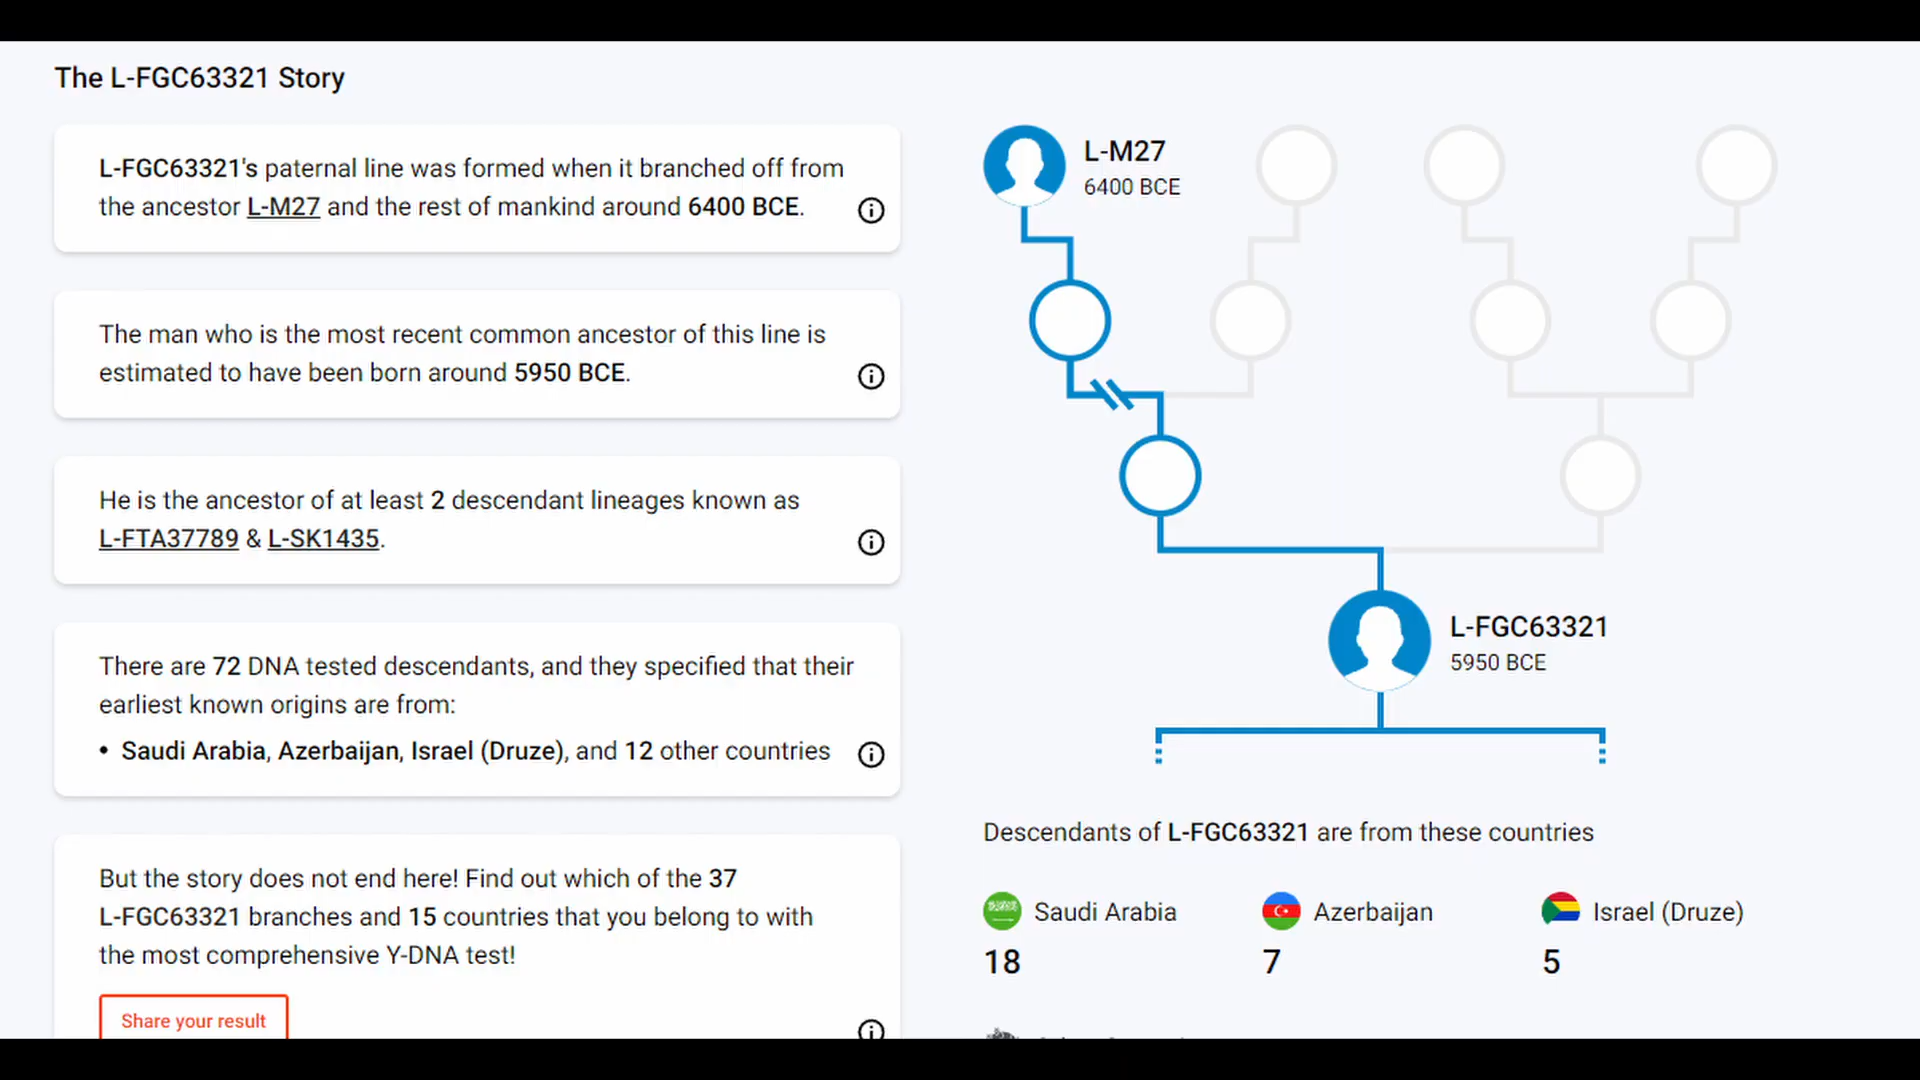 The L-FGC63321 Story
L-FGC63321's paternal line was formed when it branched off from
the ancestor L-M27 and the rest of mankind around 6400 BCE.
The man who is the most recent common ancestor of this line is
estimated to have been born around 5950 BCE.
He is the ancestor of at least 2 descendant lineages known as
L-FTA37789 & L-SK1435.
There are 72 DNA tested descendants, and they specified that their
earliest known origins are from:
• Saudi Arabia, Azerbaijan, Israel (Druze), and 12 other countries
But the story does not end here! Find out which of the 37
L-FGC63321 branches and 15 countries that you belong to with
the most comprehensive Y-DNA test!
Share your result
L-M27
6400 BCE
L-FGC63321
5950 BCE
Descendants of L-FGC63321 are from these countries
Saudi Arabia
18
Azerbaijan
7
Israel (Druze)
5